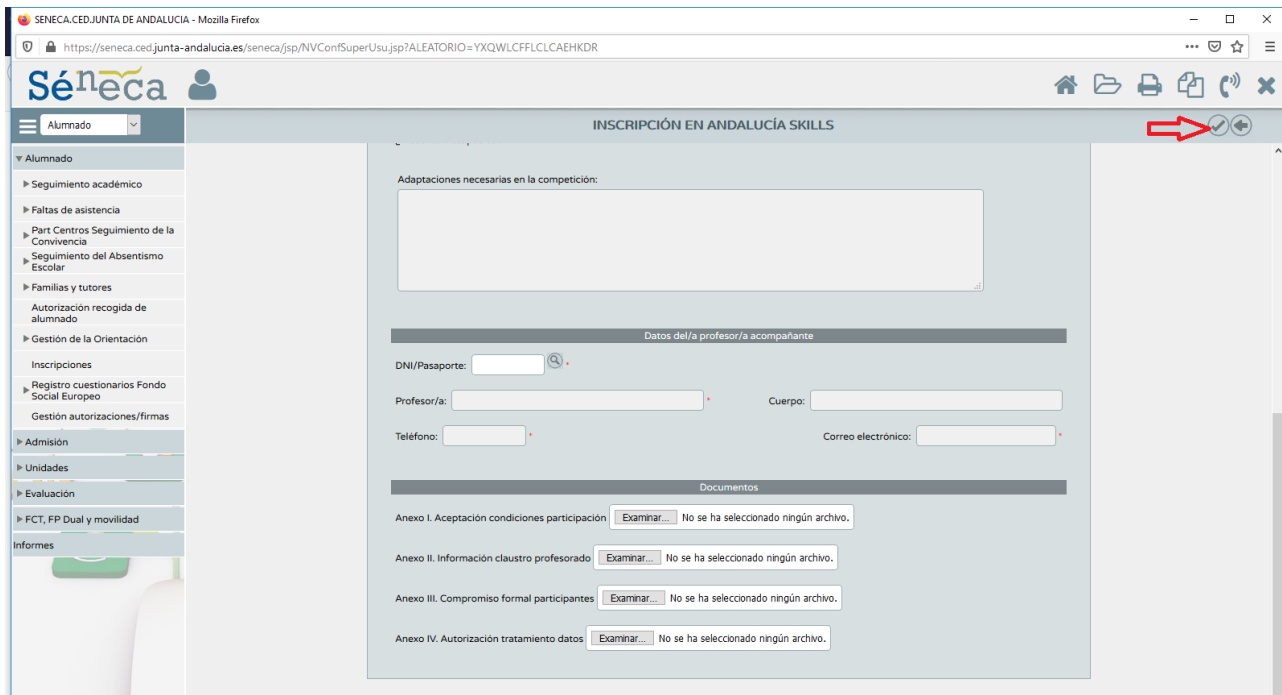 SENECA.CED.JUNTA DE ANDALUCIA - Mozilla Firefox
https://seneca.ced.junta-andalucia.es/seneca/jsp/NVConfSuperUsu.jsp?ALEATORIO=YXQWLCFFLCLCAEHKDR
Séneca
Alumnado
INSCRIPCIÓN EN ANDALUCÍA SKILLS
Alumnado
Seguimiento académico
Faltas de asistencia
Part Centros Seguimiento de la
Convivencia
Seguimiento del Absentismo
Escolar
Familias y tutores
Autorización recogida de
alumnado
Gestión de la Orientación
Inscripciones
Registro cuestionarios Fondo
Social Europeo
Gestión autorizaciones/firmas
Admisión
Unidades
Evaluación
FCT, FP Dual y movilidad
Informes
Adaptaciones necesarias en la competición:
Datos del/a profesor/a acompañante
DNI/Pasaporte: *
Profesor/a: * Cuerpo:
Teléfono: * Correo electrónico: *
Documentos
Anexo I. Aceptación condiciones participación Examinar... No se ha seleccionado ningún archivo.
Anexo II. Información claustro profesorado Examinar... No se ha seleccionado ningún archivo.
Anexo III. Compromiso formal participantes Examinar... No se ha seleccionado ningún archivo.
Anexo IV. Autorización tratamiento datos Examinar... No se ha seleccionado ningún archivo.